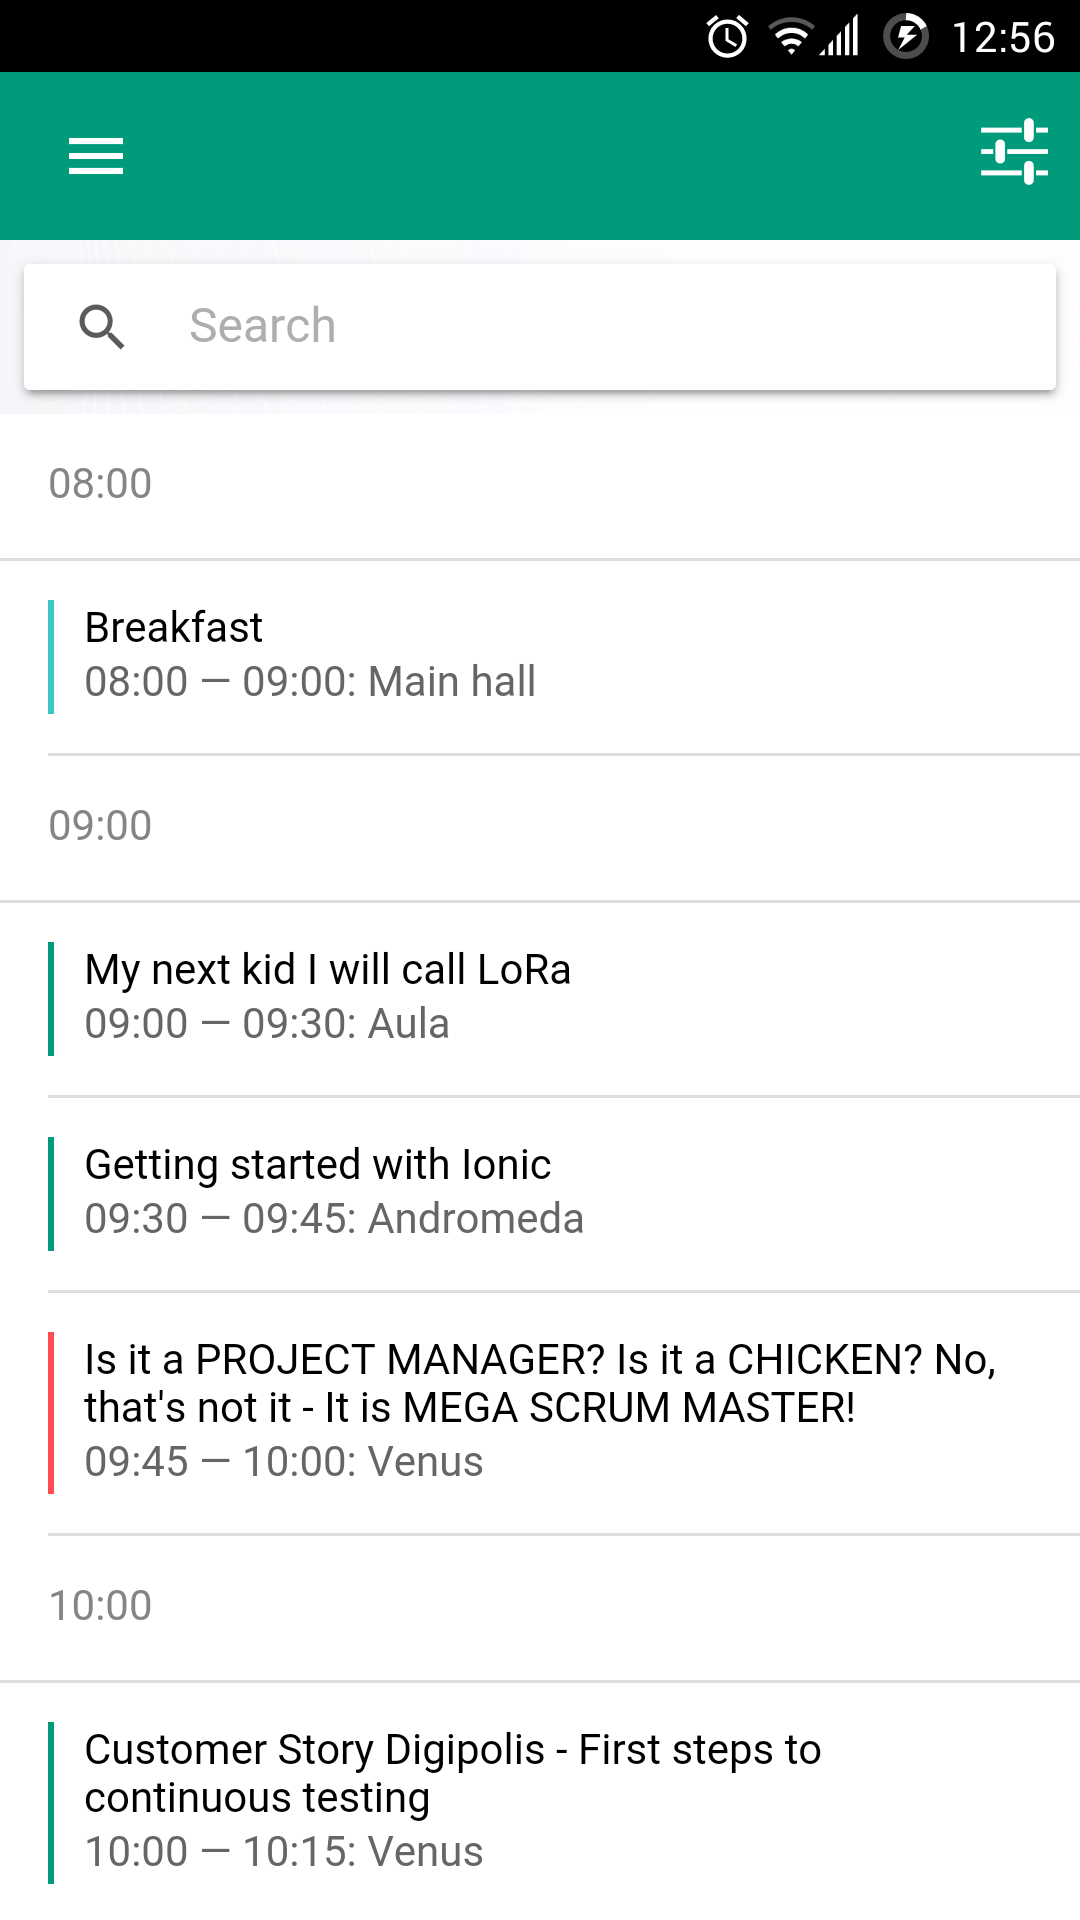 12:56
Search
08:00
Breakfast
08:00 — 09:00: Main hall
09:00
My next kid I will call LoRa
09:00 — 09:30: Aula
Getting started with Ionic
09:30 — 09:45: Andromeda
Is it a PROJECT MANAGER? Is it a CHICKEN? No,
that's not it - It is MEGA SCRUM MASTER!
09:45 — 10:00: Venus
10:00
Customer Story Digipolis - First steps to
continuous testing
10:00 — 10:15: Venus